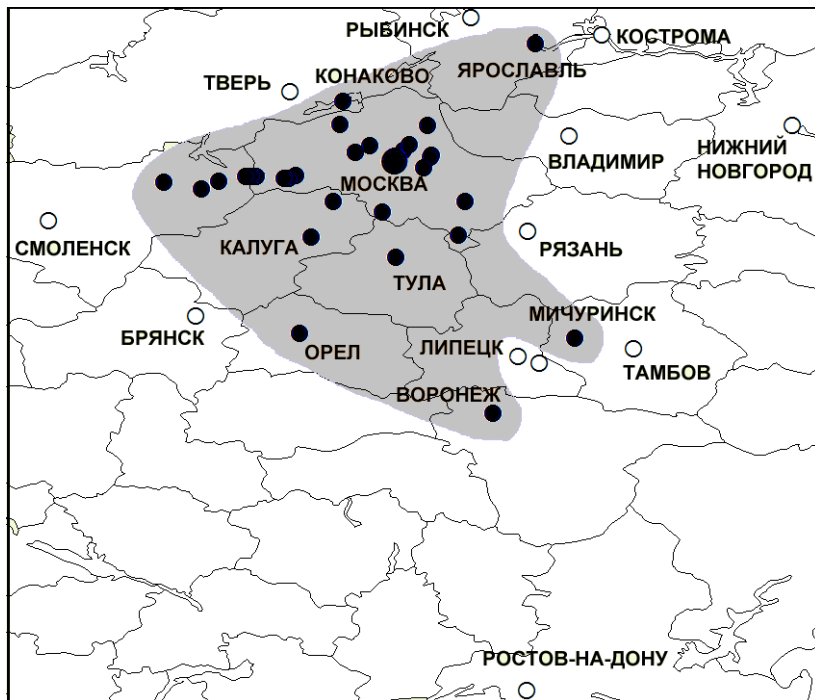 РЫБИНСК
КОСТРОМА
ТВЕРЬ
КОНАКОВО
ЯРОСЛАВЛЬ
ВЛАДИМИР
НИЖНИЙ
НОВГОРОД
МОСКВА
СМОЛЕНСК
КАЛУГА
РЯЗАНЬ
ТУЛА
МИЧУРИНСК
БРЯНСК
ОРЕЛ
ЛИПЕЦК
ТАМБОВ
ВОРОНЕЖ
РОСТОВ-НА-ДОНУ